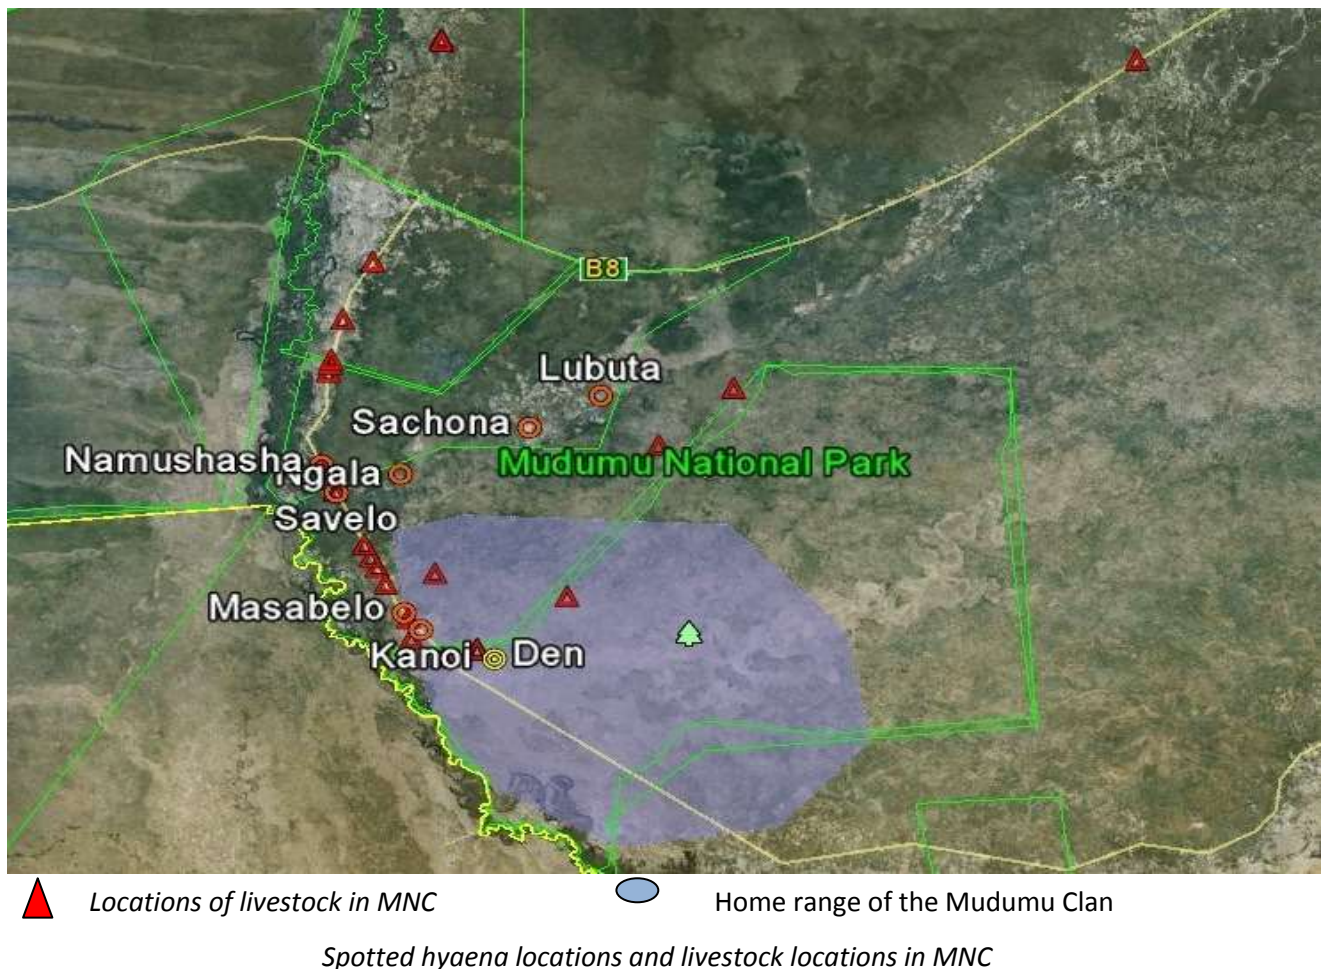 B8
Lubuta
Sachona
Namushasha
Ngala
Mudumu National Park
Savelo
Masabelo
Kanoi
Den
Locations of livestock in MNC
Home range of the Mudumu Clan
Spotted hyaena locations and livestock locations in MNC